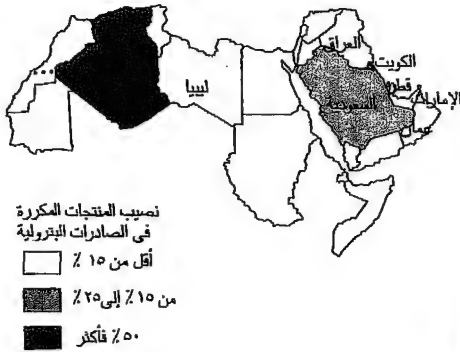 العراق
الكويت
قطر
الإمارات
السعودية
عمان
ليبيا
نصيب المنتجات المكررة
فى الصادرات البترولية
أقل من ١٥ ٪
من ١٥ ٪ إلى ٢٥ ٪
٥٠ ٪ فأكثر